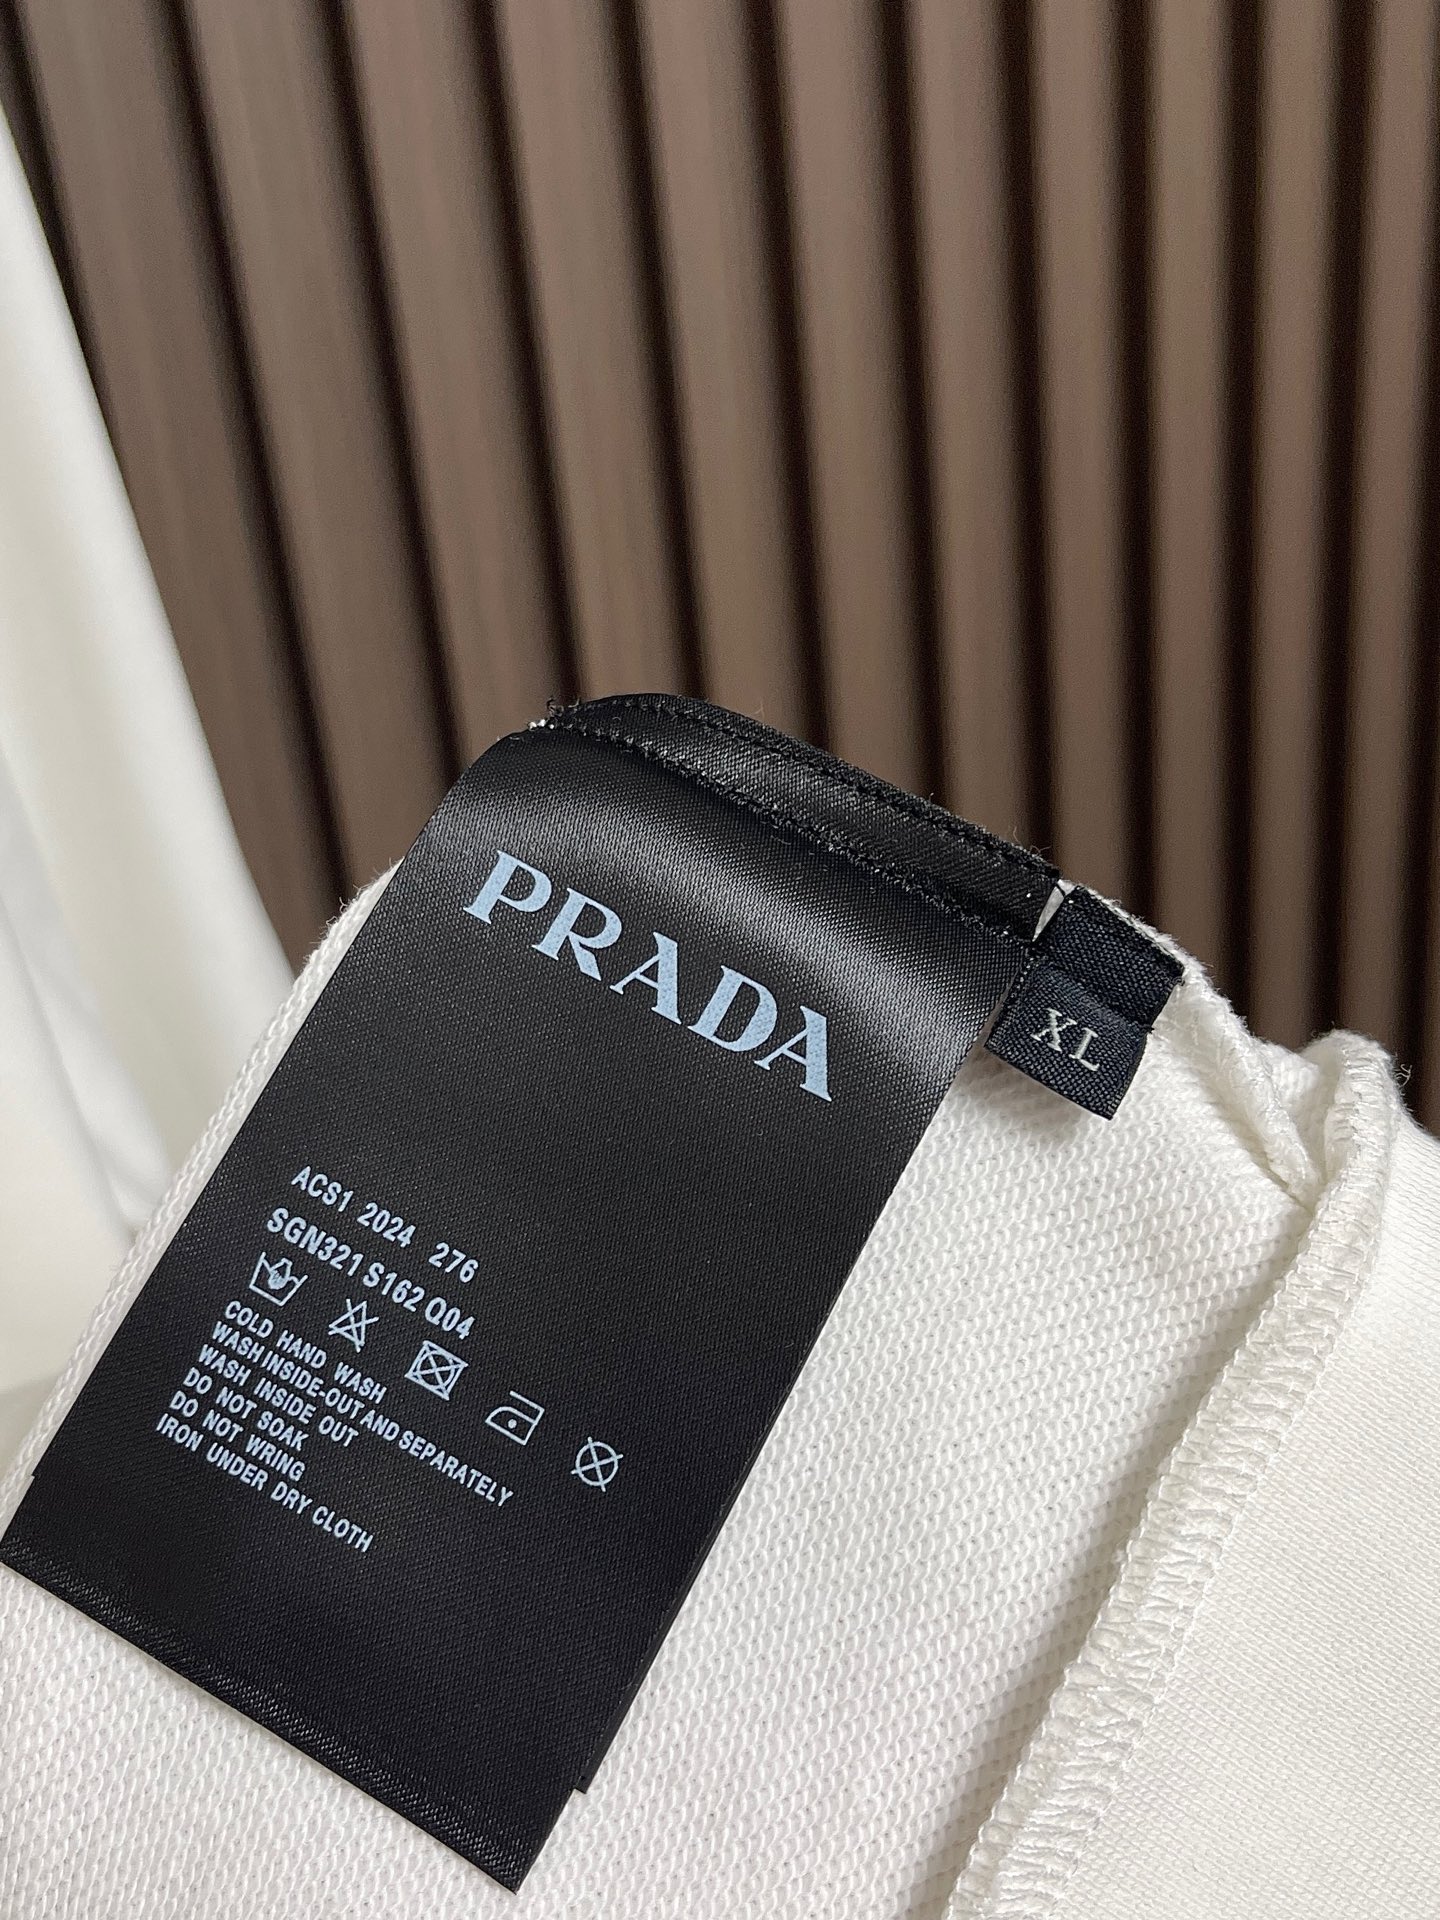 PRADA
XL
ACS1 2024 276
SGN321 S162 Q04
COLD HAND WASH
WASH INSIDE-OUT AND SEPARATELY
WASH INSIDE OUT
DO NOT SOAK
DO NOT WRING
IRON UNDER DRY CLOTH